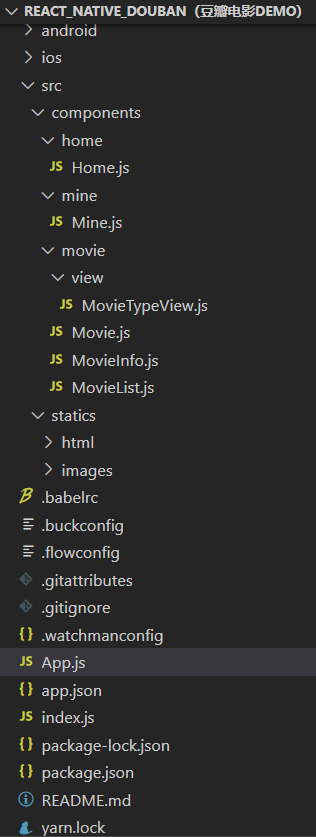 REACT_NATIVE_DOUBAN（豆瓣电影DEMO）
android
ios
src
components
home
JS Home.js
mine
JS Mine.js
movie
view
JS MovieTypeView.js
JS Movie.js
JS MovieInfo.js
JS MovieList.js
statics
html
images
.babelrc
.buckconfig
.flowconfig
.gitattributes
.gitignore
{} .watchmanconfig
JS App.js
{} app.json
JS index.js
{} package-lock.json
{} package.json
README.md
yarn.lock